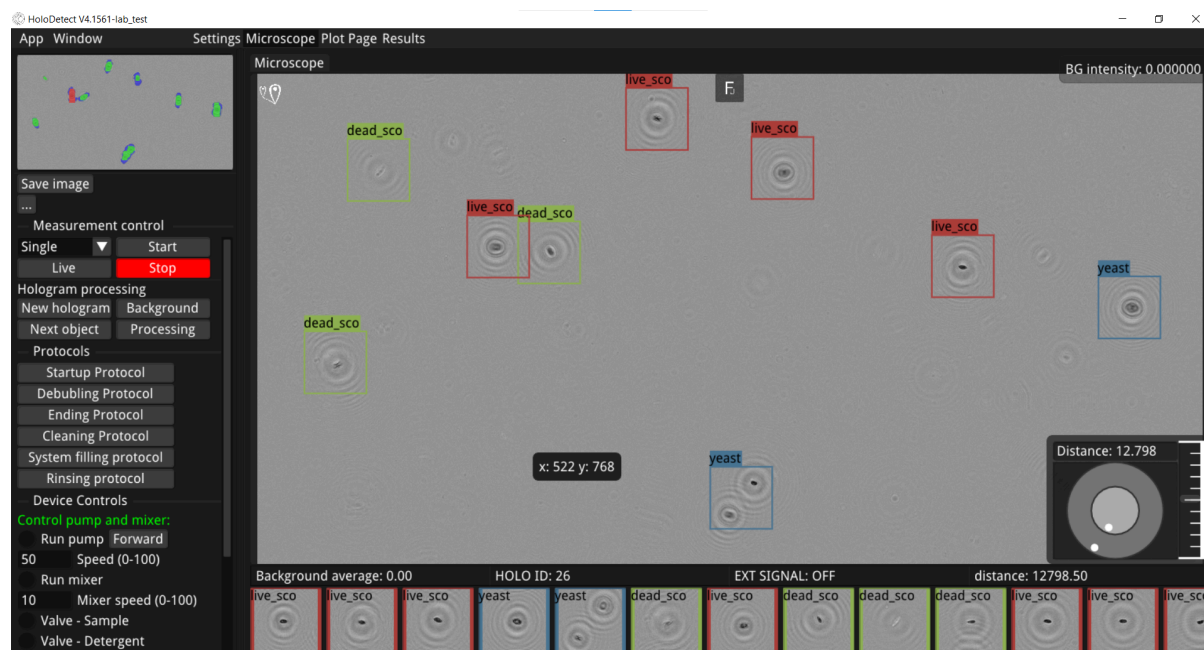 HoloDetect V4.1561-lab_test
App Window Settings Microscope Plot Page Results
Microscope
BG intensity: 0.000000
live_sco
F
dead_sco
live_sco
live_sco
dead_sco
live_sco
yeast
dead_sco
yeast
x: 522 y: 768
Distance: 12.798
Save image
...
Measurement control
Single Start
Live Stop
Hologram processing
New hologram Background
Next object Processing
Protocols
Startup Protocol
Debubling Protocol
Ending Protocol
Cleaning Protocol
System filling protocol
Rinsing protocol
Device Controls
Control pump and mixer:
Run pump Forward
50 Speed (0-100)
Run mixer
10 Mixer speed (0-100)
Valve - Sample
Valve - Detergent
Background average: 0.00 HOLO ID: 26 EXT SIGNAL: OFF distance: 12798.50
live_sco live_sco live_sco yeast yeast dead_sco live_sco dead_sco dead_sco dead_sco live_sco live_sco live_sc